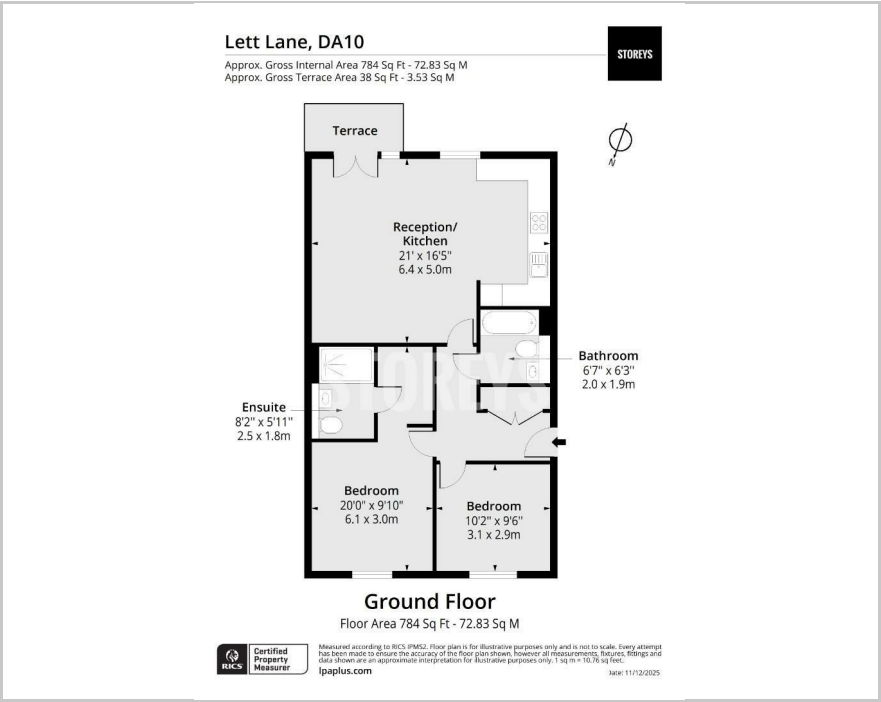 Lett Lane, DA10
Approx. Gross Internal Area 784 Sq Ft - 72.83 Sq M
Approx. Gross Terrace Area 38 Sq Ft - 3.53 Sq M
STOREYS
Terrace
N
Reception/
Kitchen
21' x 16'5"
6.4 x 5.0m
STOREYS
Bathroom
6'7" x 6'3"
2.0 x 1.9m
Ensuite
8'2" x 5'11"
2.5 x 1.8m
Bedroom
20'0" x 9'10"
6.1 x 3.0m
Bedroom
10'2" x 9'6"
3.1 x 2.9m
Ground Floor
Floor Area 784 Sq Ft - 72.83 Sq M
RICS
Certified
Property
Measurer
Measured according to RICS IPMS2. Floor plan is for illustrative purposes only and is not to scale. Every attempt
has been made to ensure the accuracy of the floor plan shown, however all measurements, fixtures, fittings and
data shown are an approximate interpretation for illustrative purposes only. 1 sq m = 10.76 sq feet.
lpaplus.com
Date: 11/12/2025